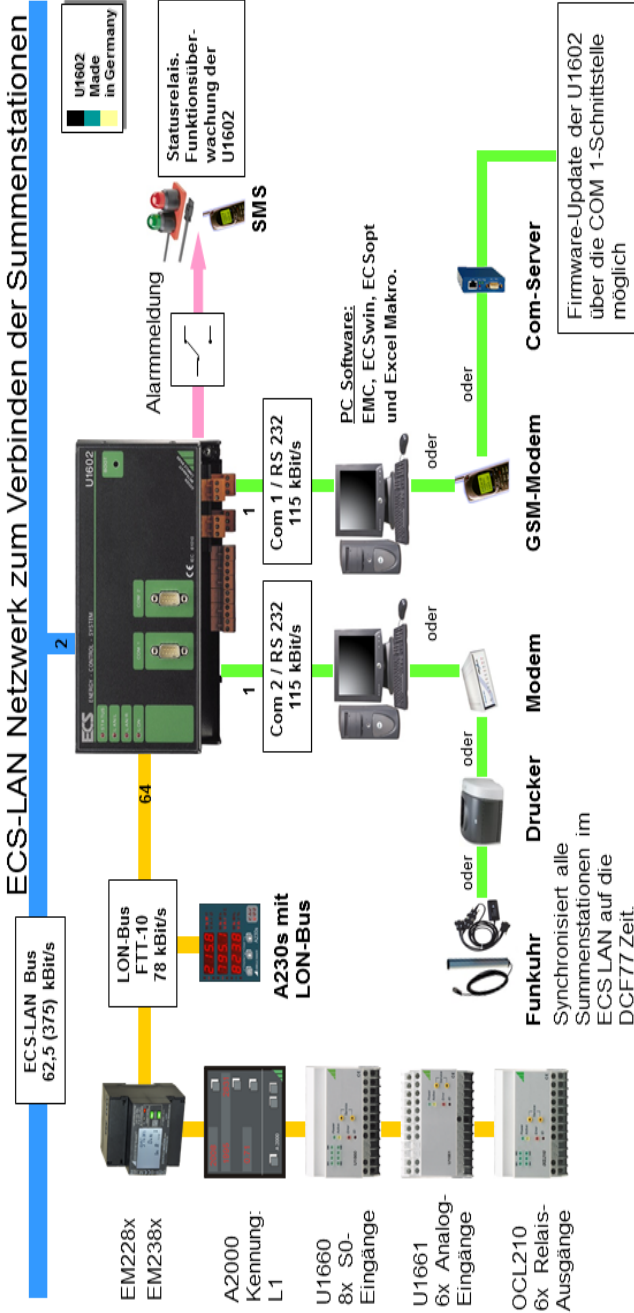 ECS-LAN Netzwerk zum Verbinden der Summenstationen
ECS-LAN Bus
62,5 (375) kBit/s
2
U1602
Made
in Germany
EM228x
EM238x
LON-Bus
FTT-10
78 kBit/s
64
ECS
ENERGY - CONTROL - SYSTEM
U1602
Alarmmeldung
Statusrelais.
Funktionsüber-
wachung der
U1602
SMS
A2000
Kennung:
L1
A230s mit
LON-Bus
1
Com 2 / RS 232
115 kBit/s
1
Com 1 / RS 232
115 kBit/s
U1660
8x S0-
Eingänge
PC Software:
EMC, ECSwin, ECSopt
und Excel Makro.
U1661
6x Analog-
Eingänge
oder
oder
oder
oder
oder
OCL210
6x Relais-
Ausgänge
Funkuhr
Drucker
Modem
GSM-Modem
Com-Server
Synchronisiert alle
Summenstationen im
ECS LAN auf die
DCF77 Zeit.
Firmware-Update der U1602
über die COM 1-Schnittstelle
möglich